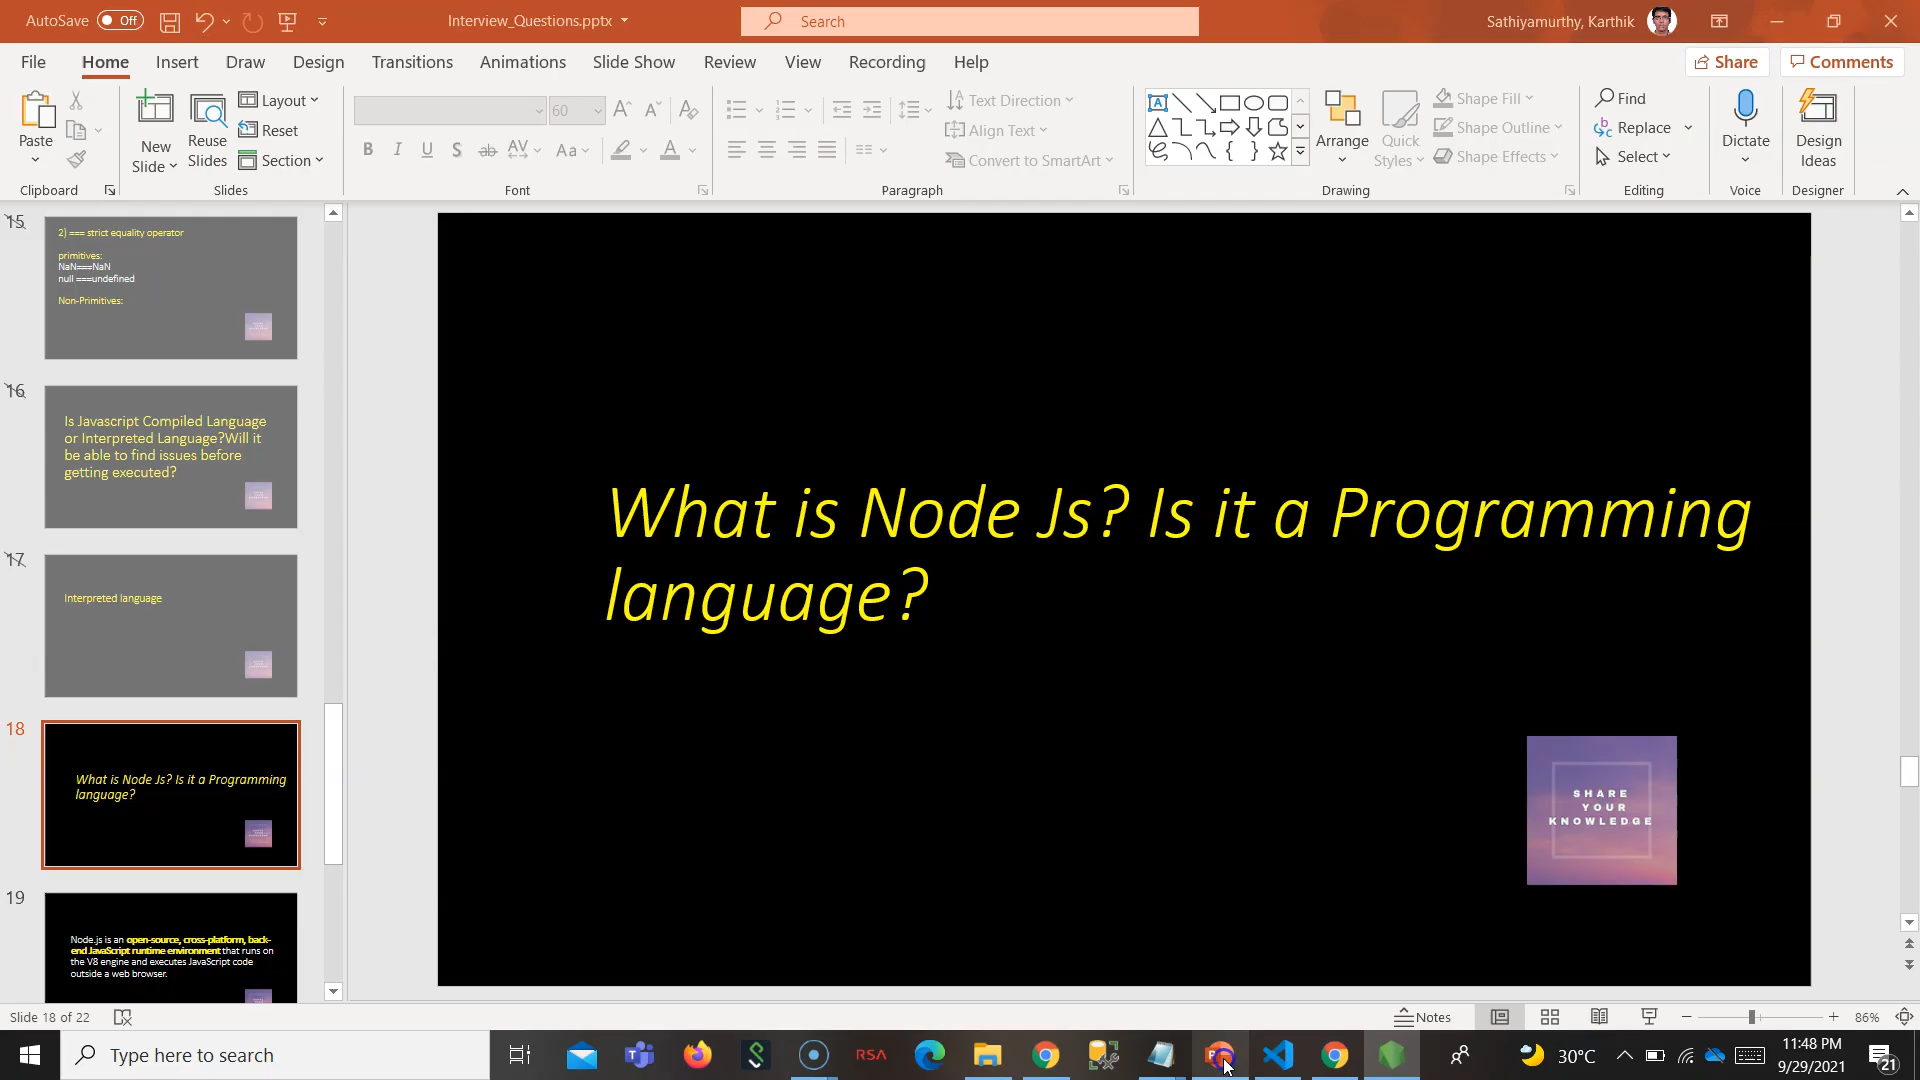 AutoSave Off
Interview_Questions.pptx
Search
Sathiyamurthy, Karthik
File Home Insert Draw Design Transitions Animations Slide Show Review View Recording Help
Share
Comments
Paste
Clipboard
New
Slide
Reuse
Slides
Layout
Reset
Section
Slides
60
B I U S ab AV Aa A
Font
Text Direction
Align Text
Convert to SmartArt
Paragraph
Arrange
Quick
Styles
Shape Fill
Shape Outline
Shape Effects
Drawing
Find
Replace
Select
Editing
Dictate
Voice
Design
Ideas
Designer
15
2) === strict equality operator
primitives:
NaN===NaN
null ===undefined
Non-Primitives:
16
Is Javascript Compiled Language
or Interpreted Language?Will it
be able to find issues before
getting executed?
17
Interpreted language
18
What is Node Js? Is it a Programming
language?
19
Node.js is an open-source, cross-platform, back-
end JavaScript runtime environment that runs on
the V8 engine and executes JavaScript code
outside a web browser.
What is Node Js? Is it a Programming
language?
SHARE
YOUR
KNOWLEDGE
Slide 18 of 22
Notes
86%
Type here to search
RSA
30°C
11:48 PM
9/29/2021
21